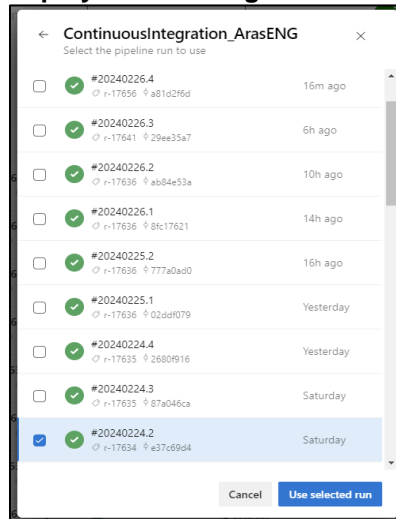 ContinuousIntegration_ArasENG
Select the pipeline run to use
#20240226.4
r-17656 a81d2f6d
16m ago
#20240226.3
r-17641 29ee35a7
6h ago
#20240226.2
r-17636 ab84e53a
10h ago
#20240226.1
r-17636 8fc17621
14h ago
#20240225.2
r-17636 777a0ad0
16h ago
#20240225.1
r-17636 02ddf079
Yesterday
#20240224.4
r-17635 2680f916
Yesterday
#20240224.3
r-17635 87a046ca
Saturday
#20240224.2
r-17634 e37c69d4
Saturday
Cancel
Use selected run